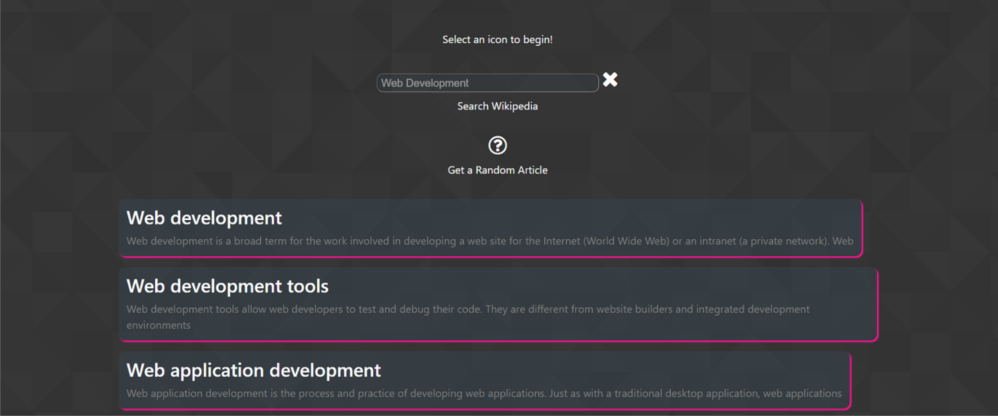 Select an icon to begin!
Web Development
Search Wikipedia
Get a Random Article
Web development
Web development is a broad term for the work involved in developing a web site for the Internet (World Wide Web) or an intranet (a private network). Web
Web development tools
Web development tools allow web developers to test and debug their code. They are different from website builders and integrated development
environments
Web application development
Web application development is the process and practice of developing web applications. Just as with a traditional desktop application, web applications